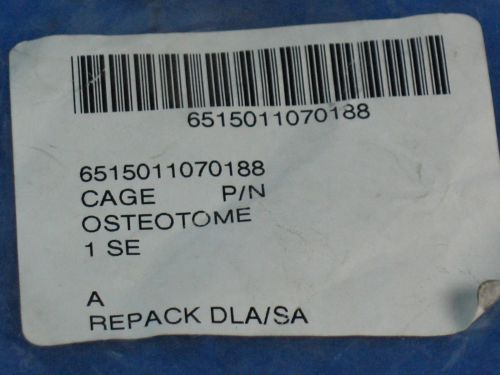 6515011070188
6515011070188
CAGE P/N
OSTEOTOME
1 SE
A
REPACK DLA/SA